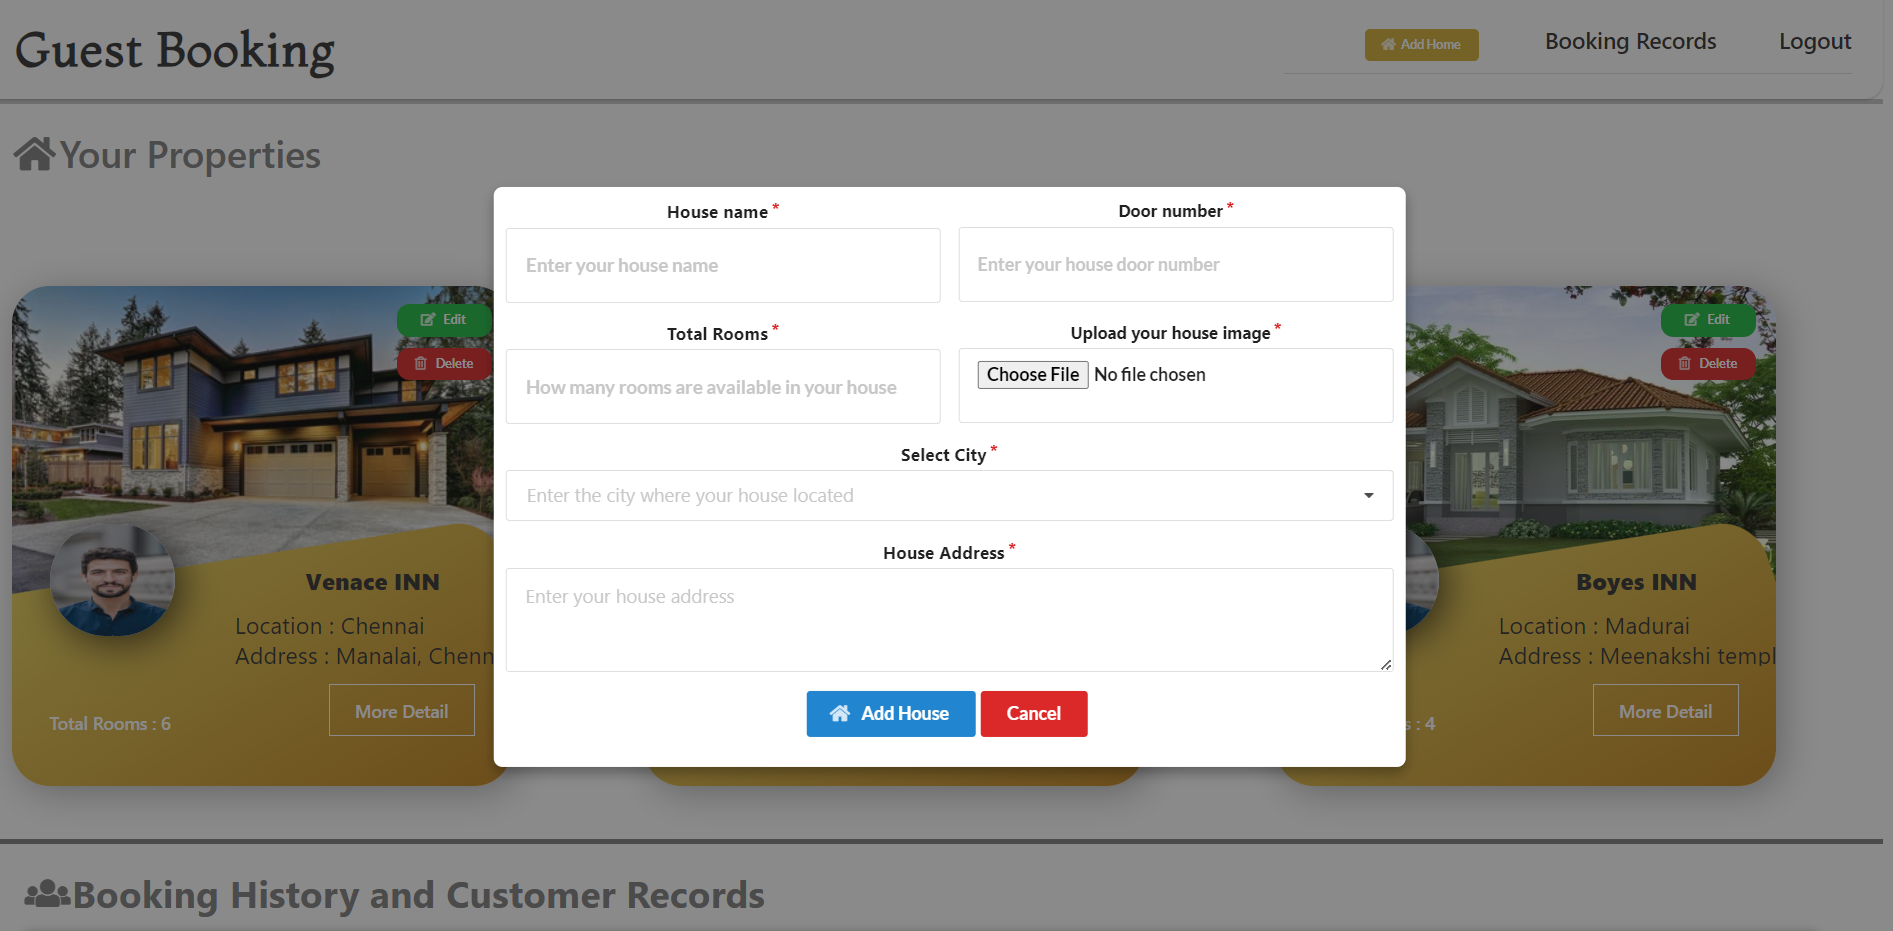 Guest Booking
Add Home
Booking Records
Logout
Your Properties
House name *
Door number *
Enter your house name
Enter your house door number
Total Rooms *
Upload your house image *
How many rooms are available in your house
Choose File No file chosen
Select City *
Enter the city where your house located
House Address *
Enter your house address
Add House
Cancel
Edit
Delete
Venace INN
Location : Chennai
Address : Manalai, Chenn
Total Rooms : 6
More Detail
Edit
Delete
Boyes INN
Location : Madurai
Address : Meenakshi templ
s : 4
More Detail
Booking History and Customer Records